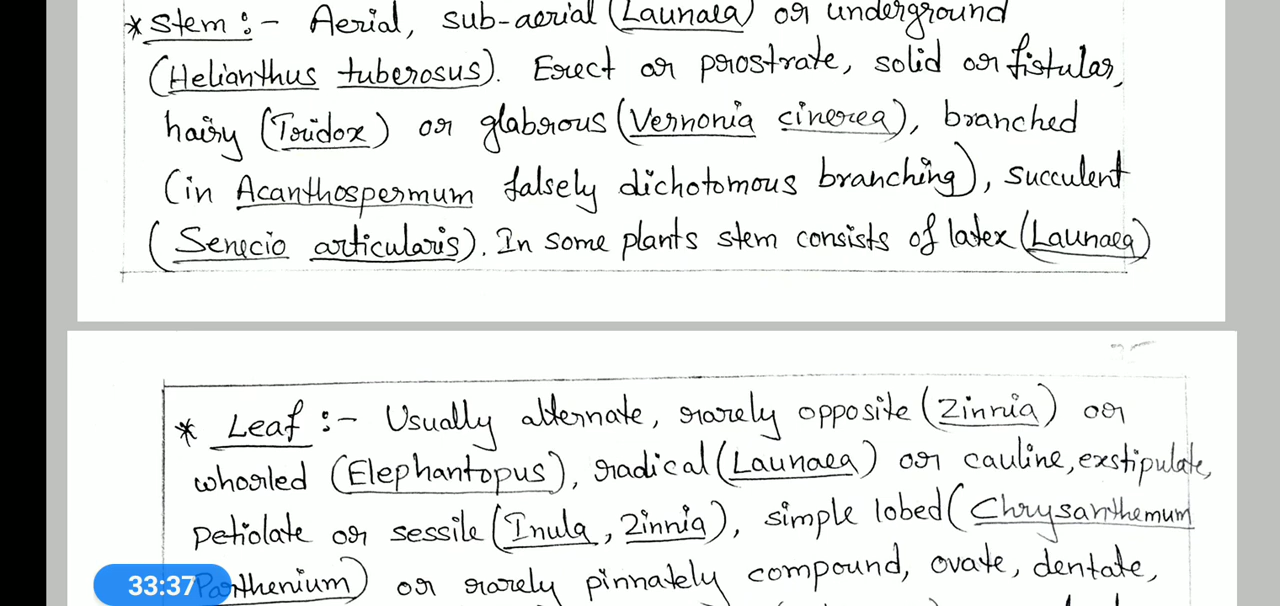 *Stem :- Aerial, sub-aerial (Launaea) or underground
(Helianthus tuberosus). Erect or prostrate, solid or fistular,
hairy (Tridox) or glabrous (Vernonia cinerea), branched
(in Acanthospermum falsely dichotomous branching), succulent
(Senecio articularis). In some plants stem consists of latex (Launaea)
* Leaf :- Usually alternate, rarely opposite (Zinnia) or
whorled (Elephantopus), radical (Launaea) or cauline, exstipulate,
petiolate or sessile (Inula, Zinnia), simple lobed (Chrysanthemum
33:37 Parthenium) or rarely pinnately compound, ovate, dentate,